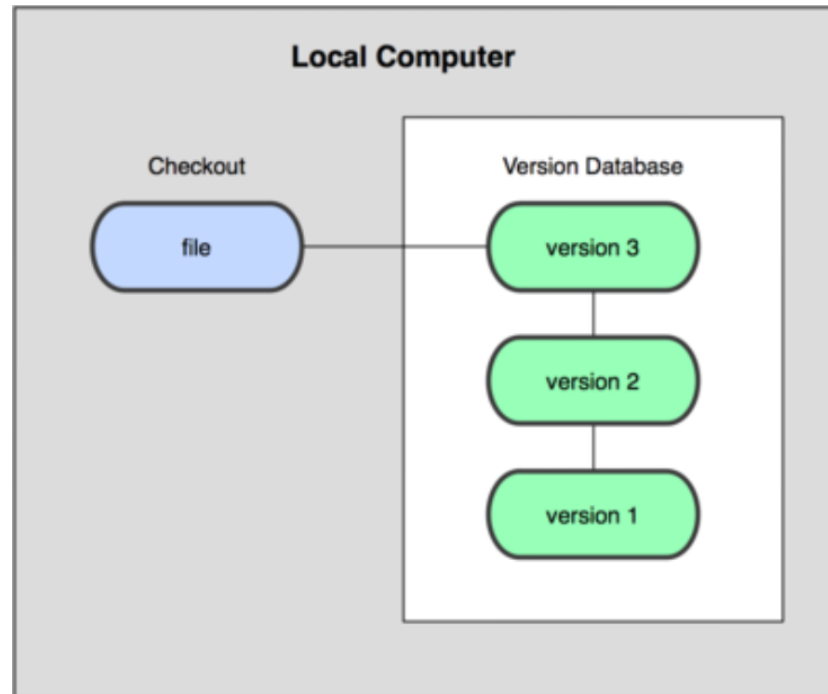 Local Computer
Checkout
Version Database
file
version 3
version 2
version 1